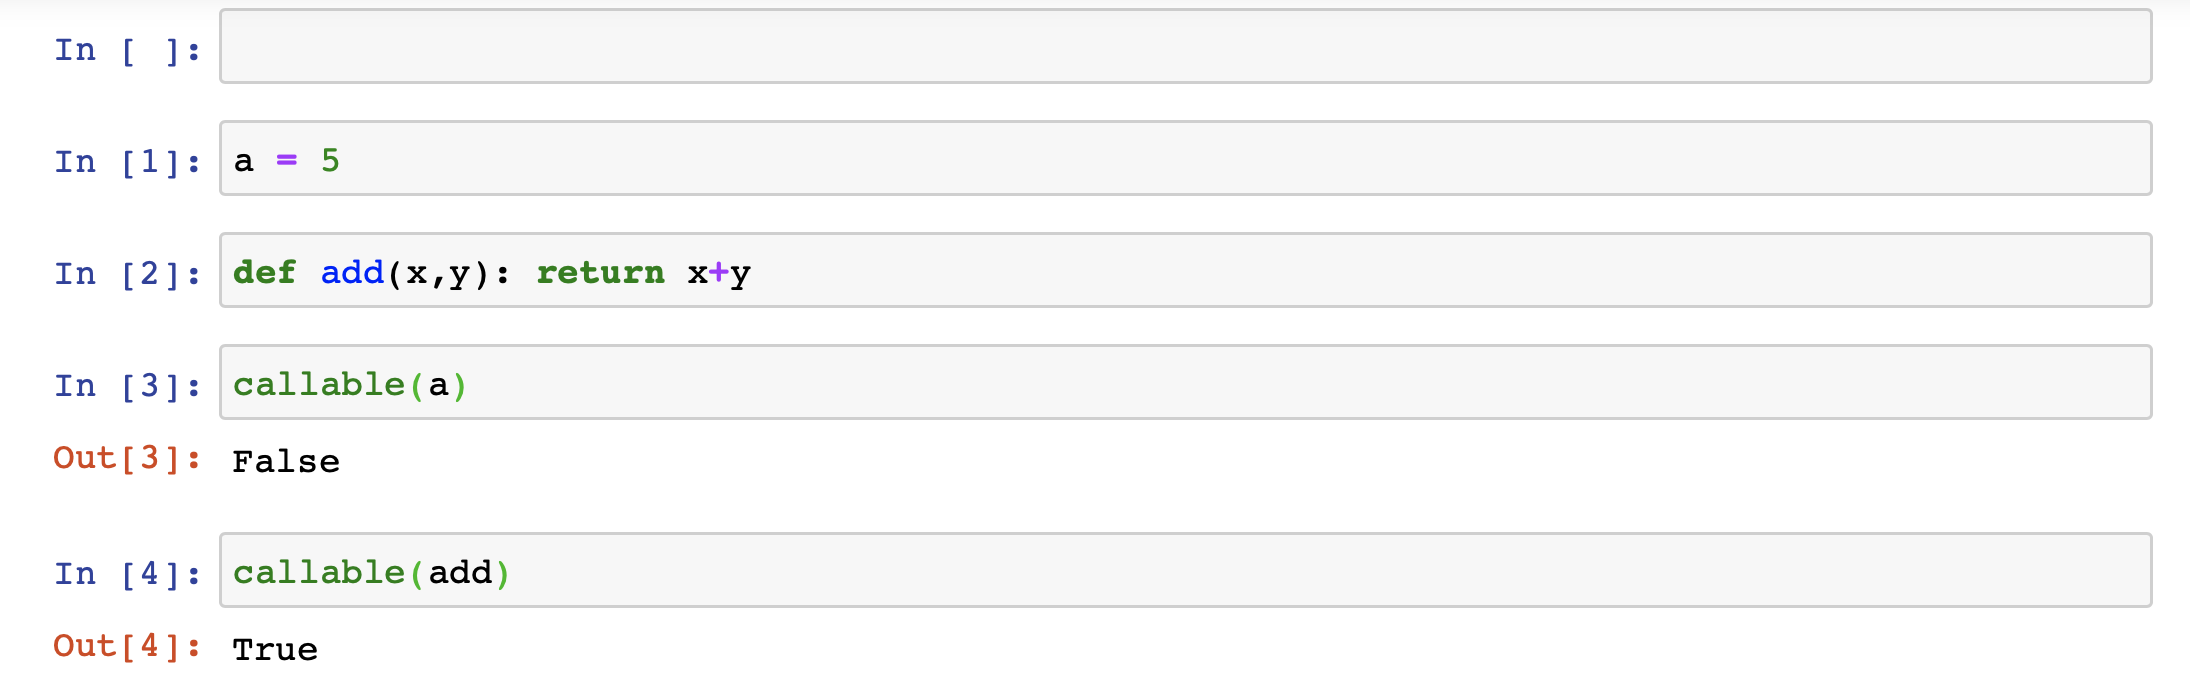 In [ ]:
In [1]: a = 5
In [2]: def add(x,y): return x+y
In [3]: callable(a)
Out[3]: False
In [4]: callable(add)
Out[4]: True